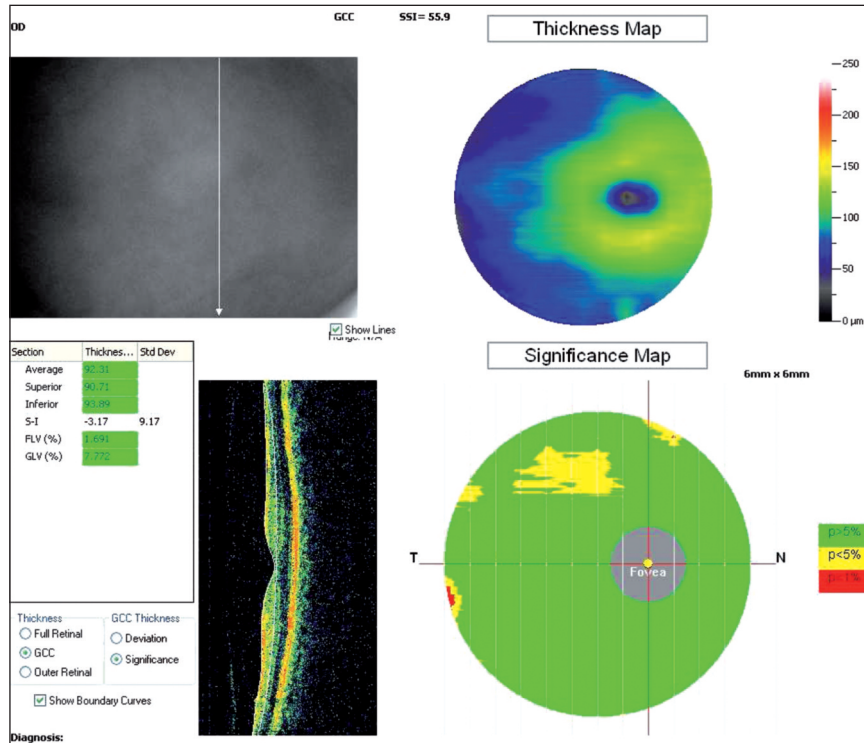 OD
GCC SSI= 55.9
Thickness Map
250
200
150
100
50
0 µm
Show Lines
Range: N/A
Section Thicknes... Std Dev
Average 92.31
Superior 90.71
Inferior 93.89
S-I -3.17 9.17
FLV (%) 1.691
GLV (%) 7.772
Significance Map
6mm x 6mm
T
N
Fovea
p>5%
p<5%
p<1%
Thickness
Full Retinal
GCC
Outer Retinal
GCC Thickness
Deviation
Significance
Show Boundary Curves
Diagnosis: